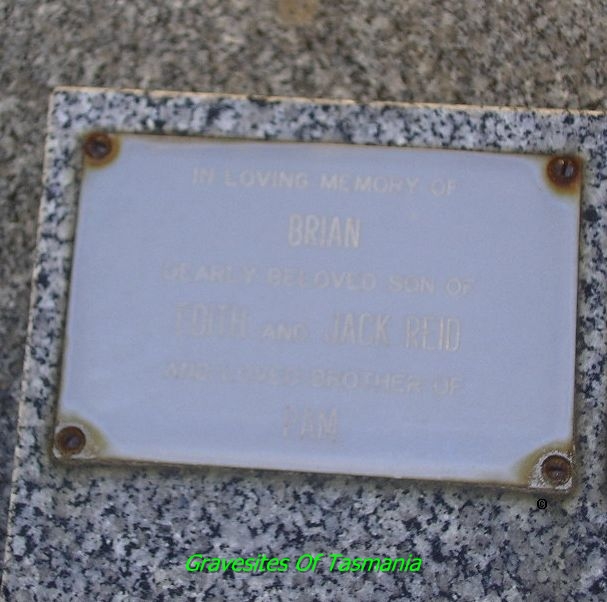 IN LOVING MEMORY OF
BRIAN
DEARLY BELOVED SON OF
EDITH AND JACK REID
AND LOVED BROTHER OF
PAM
©
Gravesites Of Tasmania